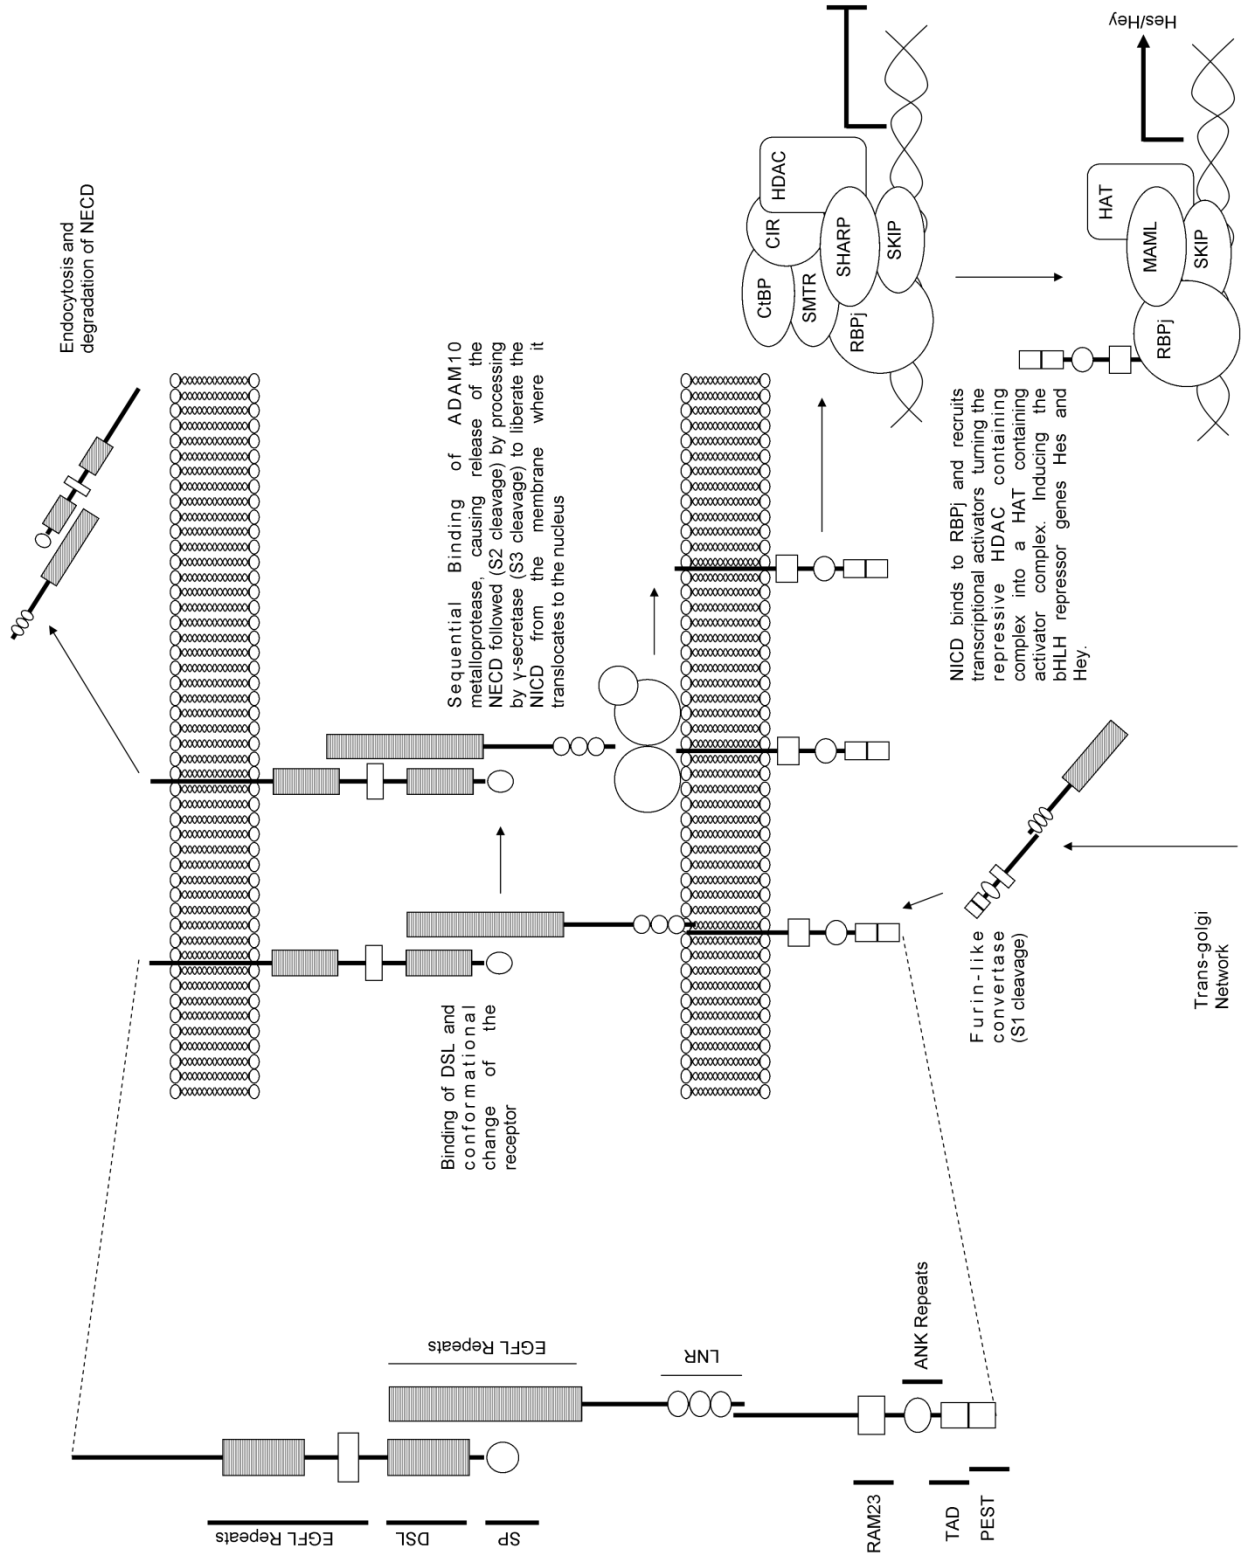 Endocytosis and
degradation of NECD
Sequential Binding of ADAM10
metalloprotease, causing release of the
NECD followed (S2 cleavage) by processing
by γ-secretase (S3 cleavage) to liberate the
NICD from the membrane where it
translocates to the nucleus
Binding of DSL and
conformational
change of the
receptor
CtBP
CIR
HDAC
SMTR
SHARP
RBPj
SKIP
NICD binds to RBPj and recruits
transcriptional activators turning the
repressive HDAC containing
complex into a HAT containing
activator complex. Inducing the
bHLH repressor genes Hes and
Hey.
HAT
MAML
RBPj
SKIP
Hes/Hey
Furin-like
convertase
(S1 cleavage)
Trans-golgi
Network
EGFL Repeats
DSL
SP
EGFL Repeats
LNR
RAM23
ANK Repeats
TAD
PEST